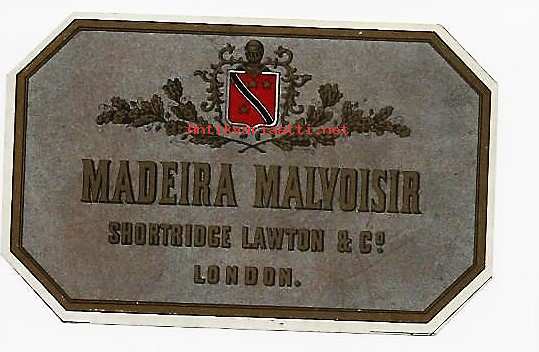 Antikvariaatti.net
MADEIRA MALVOISIR
SHORTRIDGE LAWTON & Cº
LONDON.